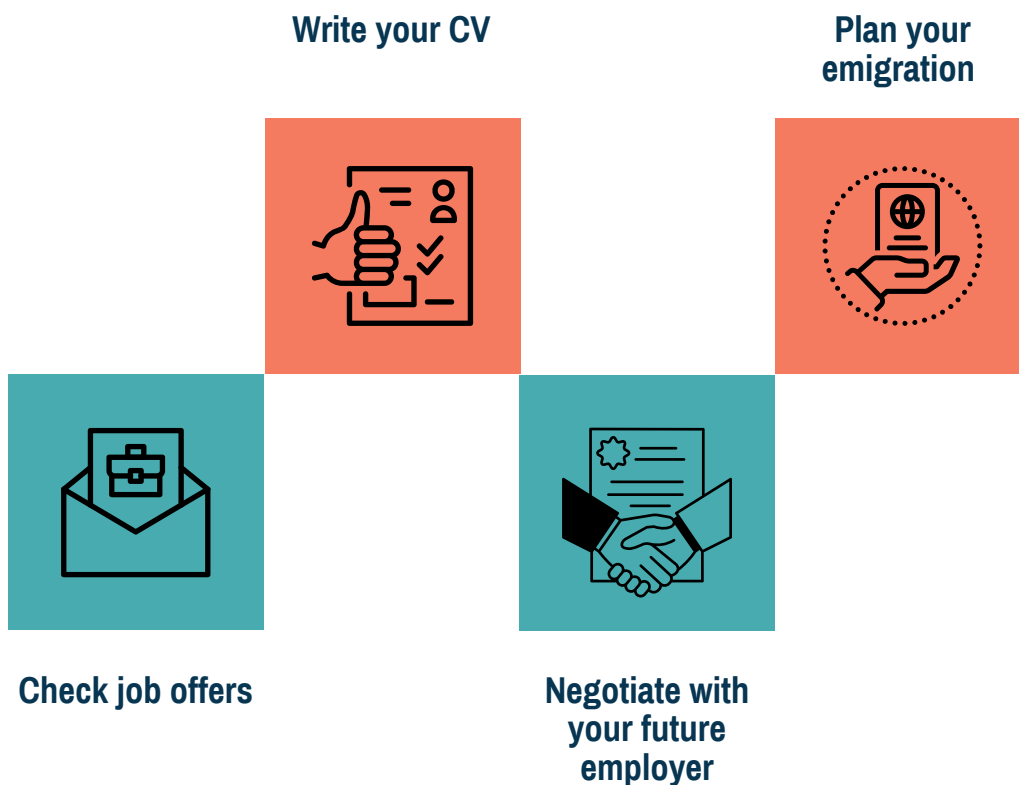 Write your CV
Plan your
emigration
Check job offers
Negotiate with
your future
employer